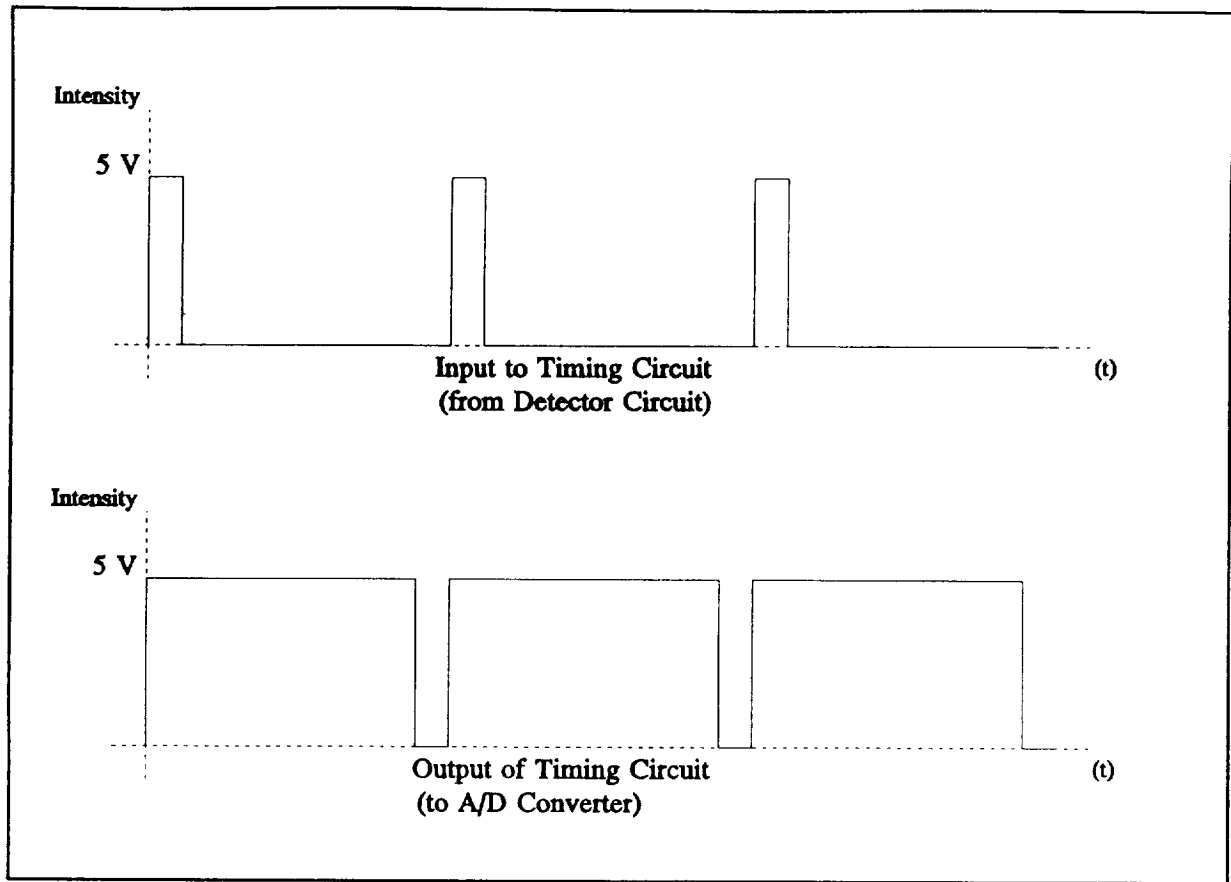 Intensity
5 V
Input to Timing Circuit
(from Detector Circuit)
(t)
Intensity
5 V
Output of Timing Circuit
(to A/D Converter)
(t)